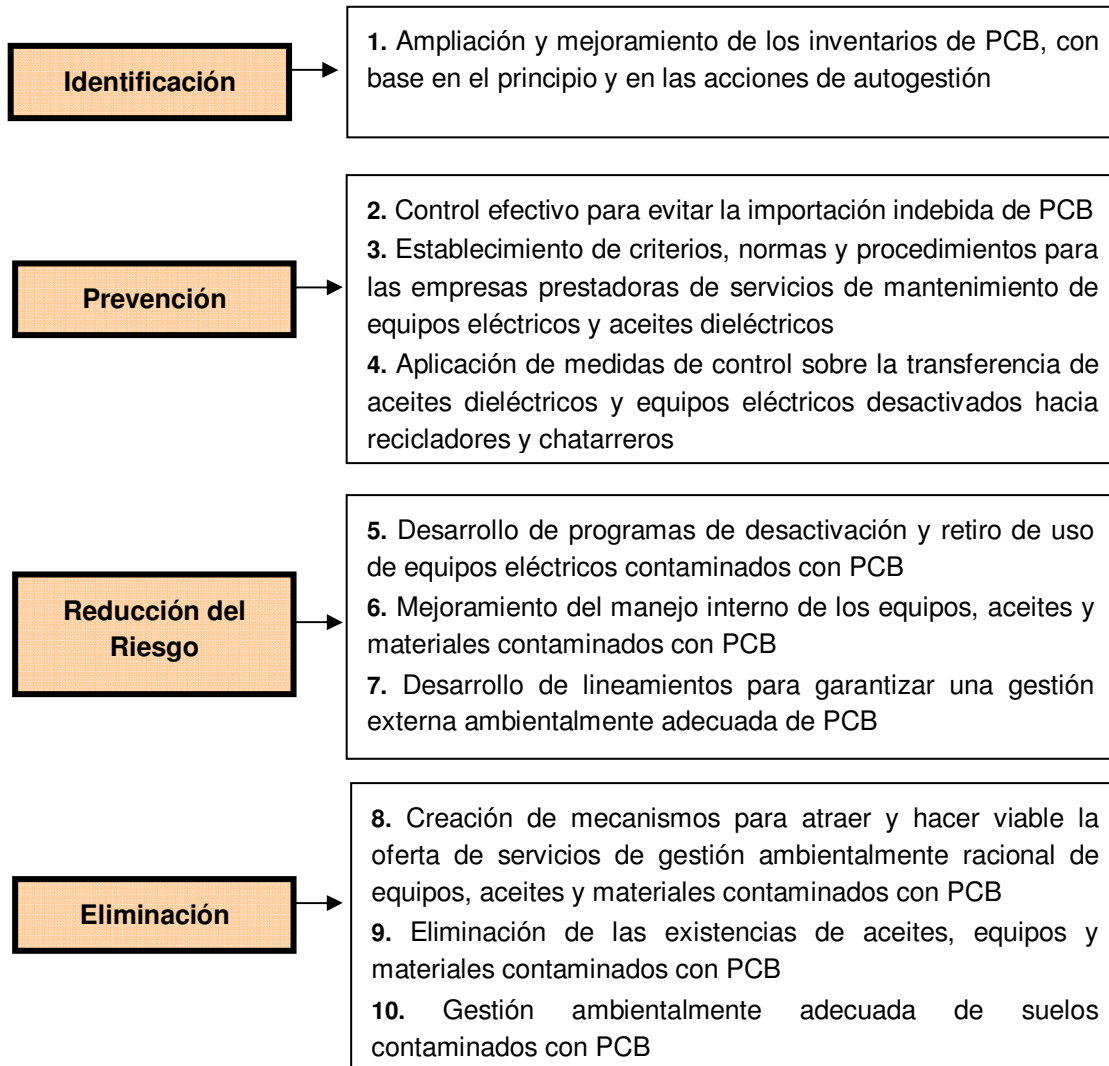 Identificación
1. Ampliación y mejoramiento de los inventarios de PCB, con
base en el principio y en las acciones de autogestión
Prevención
2. Control efectivo para evitar la importación indebida de PCB
3. Establecimiento de criterios, normas y procedimientos para
las empresas prestadoras de servicios de mantenimiento de
equipos eléctricos y aceites dieléctricos
4. Aplicación de medidas de control sobre la transferencia de
aceites dieléctricos y equipos eléctricos desactivados hacia
recicladores y chatarreros
Reducción del
Riesgo
5. Desarrollo de programas de desactivación y retiro de uso
de equipos eléctricos contaminados con PCB
6. Mejoramiento del manejo interno de los equipos, aceites y
materiales contaminados con PCB
7. Desarrollo de lineamientos para garantizar una gestión
externa ambientalmente adecuada de PCB
Eliminación
8. Creación de mecanismos para atraer y hacer viable la
oferta de servicios de gestión ambientalmente racional de
equipos, aceites y materiales contaminados con PCB
9. Eliminación de las existencias de aceites, equipos y
materiales contaminados con PCB
10. Gestión ambientalmente adecuada de suelos
contaminados con PCB